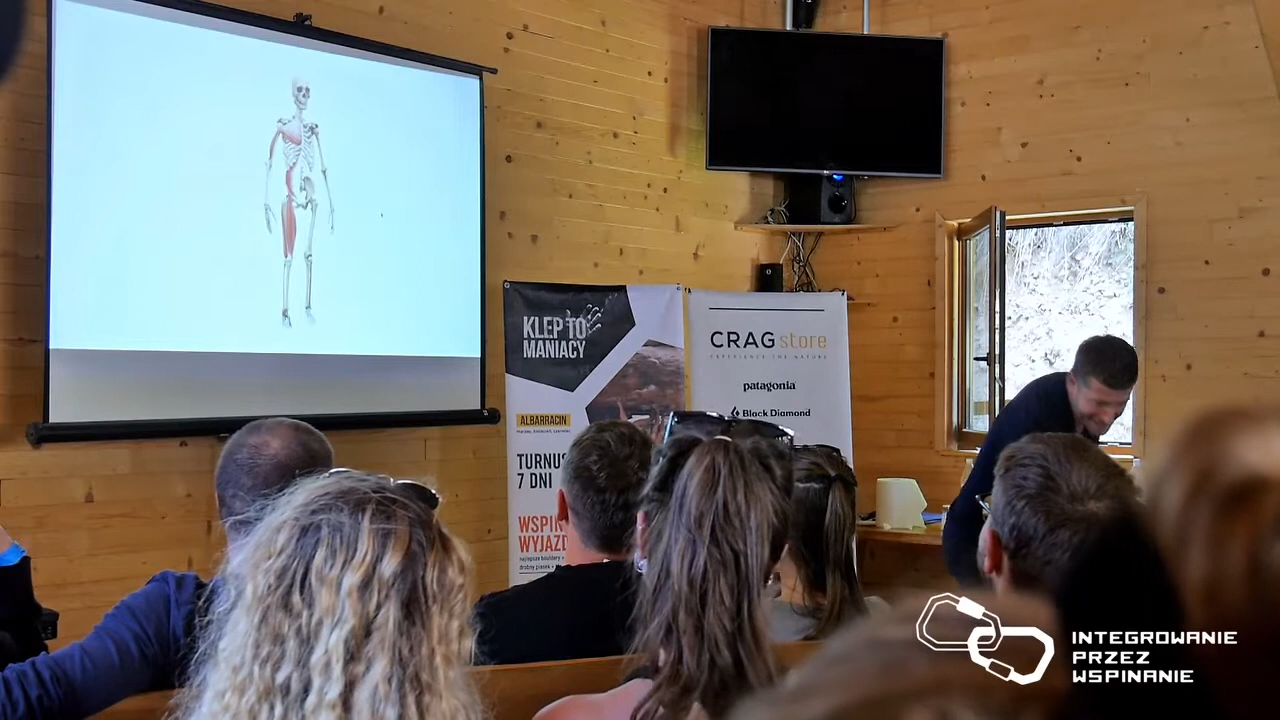 KLEP TO
MANIACY
ALBARRACIN
TURNUS
7 DNI
WSPIN
WYJAZD
CRAG store
EXPERIENCE THE NATURE
patagonia
Black Diamond
INTEGROWANIE
PRZEZ
WSPINANIE